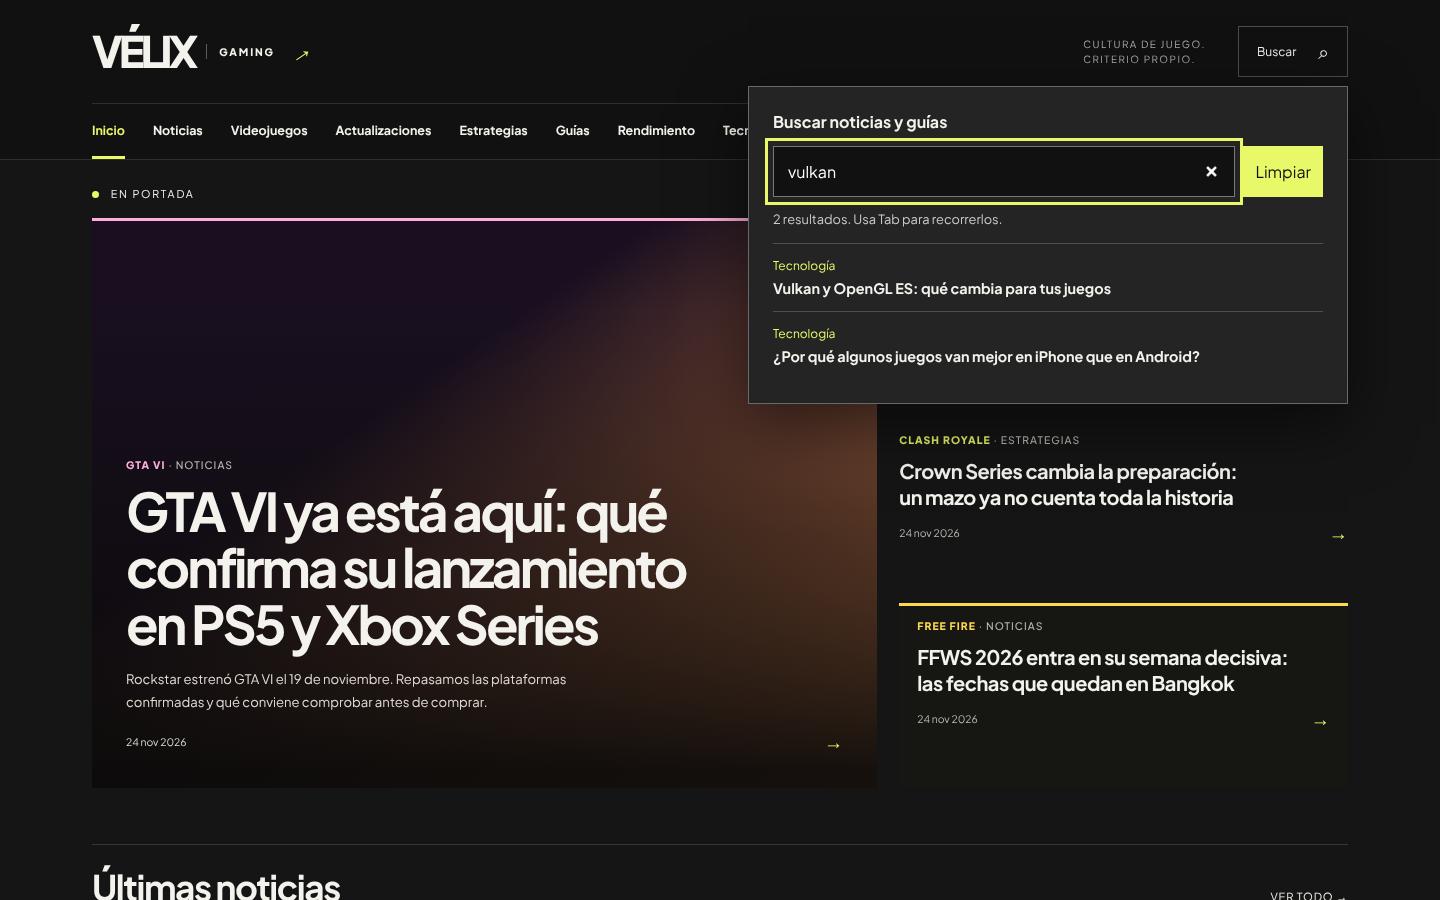 VÉLIX
GAMING
CULTURA DE JUEGO.
CRITERIO PROPIO.
Buscar
Inicio
Noticias
Videojuegos
Actualizaciones
Estrategias
Guías
Rendimiento
EN PORTADA
Buscar noticias y guías
vulkan
Limpiar
2 resultados. Usa Tab para recorrerlos.
Tecnología
Vulkan y OpenGL ES: qué cambia para tus juegos
Tecnología
¿Por qué algunos juegos van mejor en iPhone que en Android?
GTA VI · NOTICIAS
GTA VI ya está aquí: qué
confirma su lanzamiento
en PS5 y Xbox Series
Rockstar estrenó GTA VI el 19 de noviembre. Repasamos las plataformas
confirmadas y qué conviene comprobar antes de comprar.
24 nov 2026
→
CLASH ROYALE · ESTRATEGIAS
Crown Series cambia la preparación:
un mazo ya no cuenta toda la historia
24 nov 2026
→
FREE FIRE · NOTICIAS
FFWS 2026 entra en su semana decisiva:
las fechas que quedan en Bangkok
24 nov 2026
→
Últimas noticias
VER TODO →